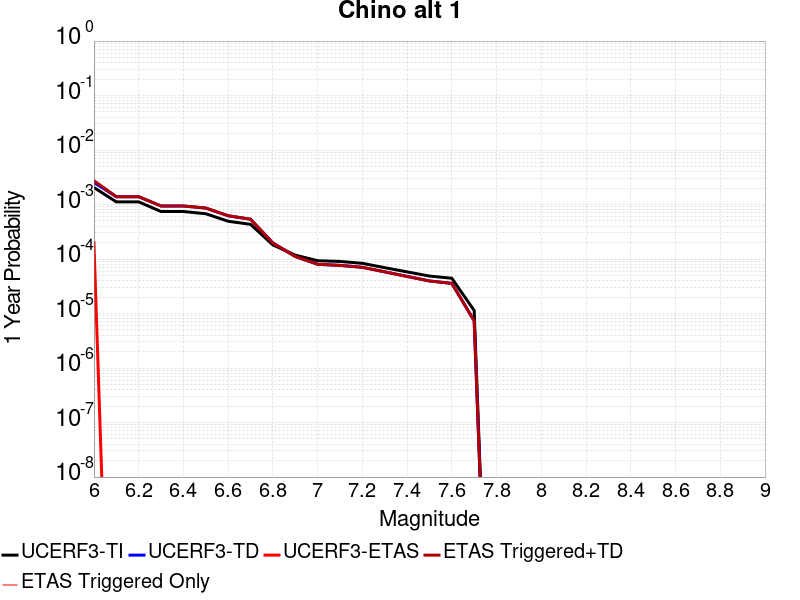 Chino alt 1
10^0
10^-1
10^-2
10^-3
10^-4
10^-5
10^-6
10^-7
10^-8
1 Year Probability
6 6.2 6.4 6.6 6.8 7 7.2 7.4 7.6 7.8 8 8.2 8.4 8.6 8.8 9
Magnitude
UCERF3-TI UCERF3-TD UCERF3-ETAS ETAS Triggered+TD
ETAS Triggered Only